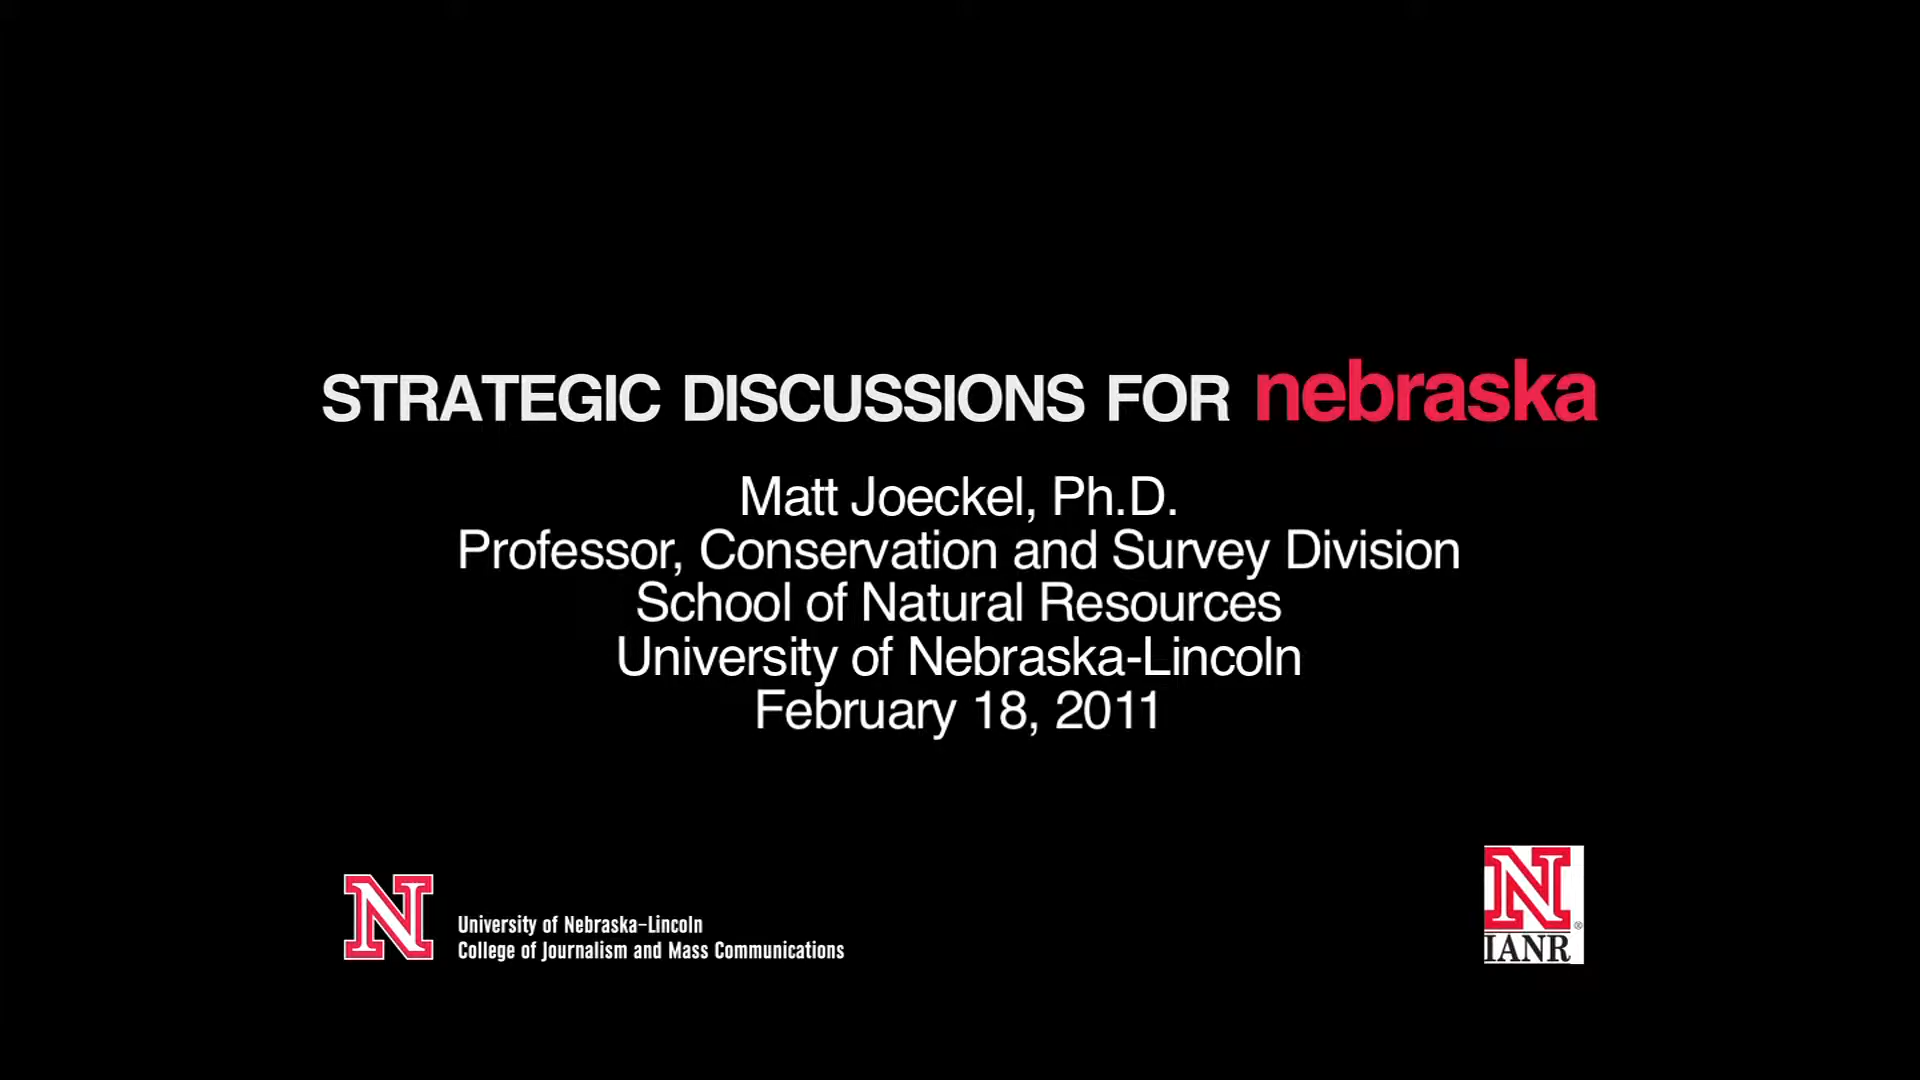 STRATEGIC DISCUSSIONS FOR nebraska
Matt Joeckel, Ph.D.
Professor, Conservation and Survey Division
School of Natural Resources
University of Nebraska-Lincoln
February 18, 2011
N
University of Nebraska–Lincoln
College of Journalism and Mass Communications
N®
IANR